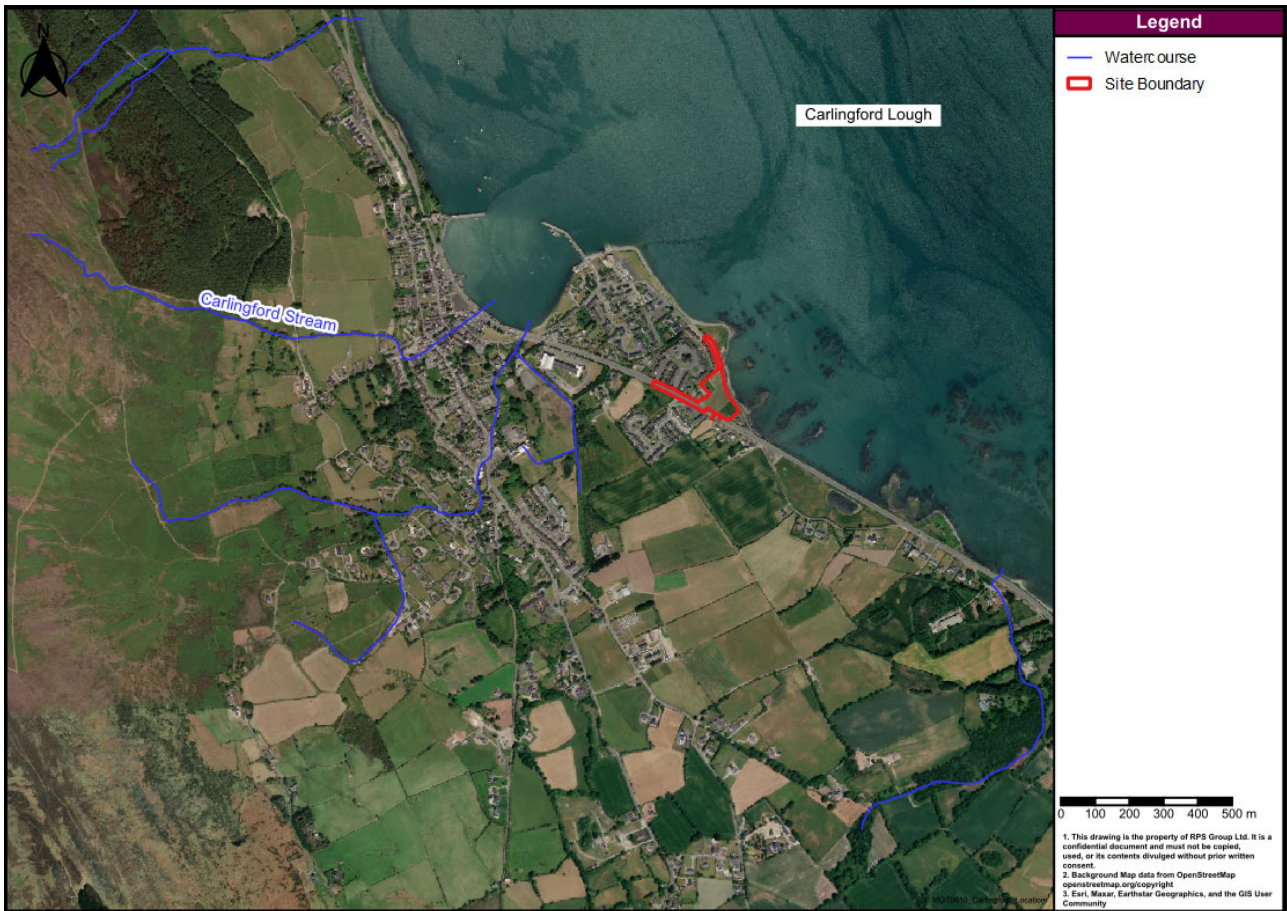 N
Carlingford Lough
Carlingford Stream
Legend
Watercourse
Site Boundary
0 100 200 300 400 500 m
1. This drawing is the property of RPS Group Ltd. It is a
confidential document and must not be copied,
used, or its contents divulged without prior written
consent.
2. Background Map data from OpenStreetMap
openstreetmap.org/copyright
3. Esri, Maxar, Earthstar Geographics, and the GIS User
Community